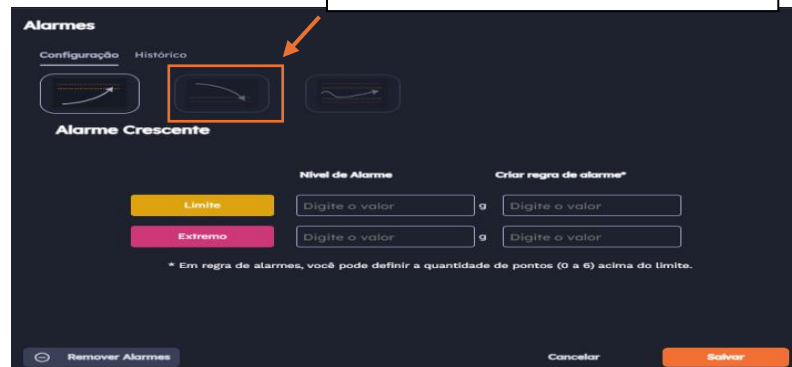 Alarmes
Configuração Histórico
Alarme Crescente
Nível de Alarme Criar regra de alarme*
Limite Digite o valor g Digite o valor
Extremo Digite o valor g Digite o valor
* Em regra de alarmes, você pode definir a quantidade de pontos (0 a 6) acima do limite.
Remover Alarmes Cancelar Salvar